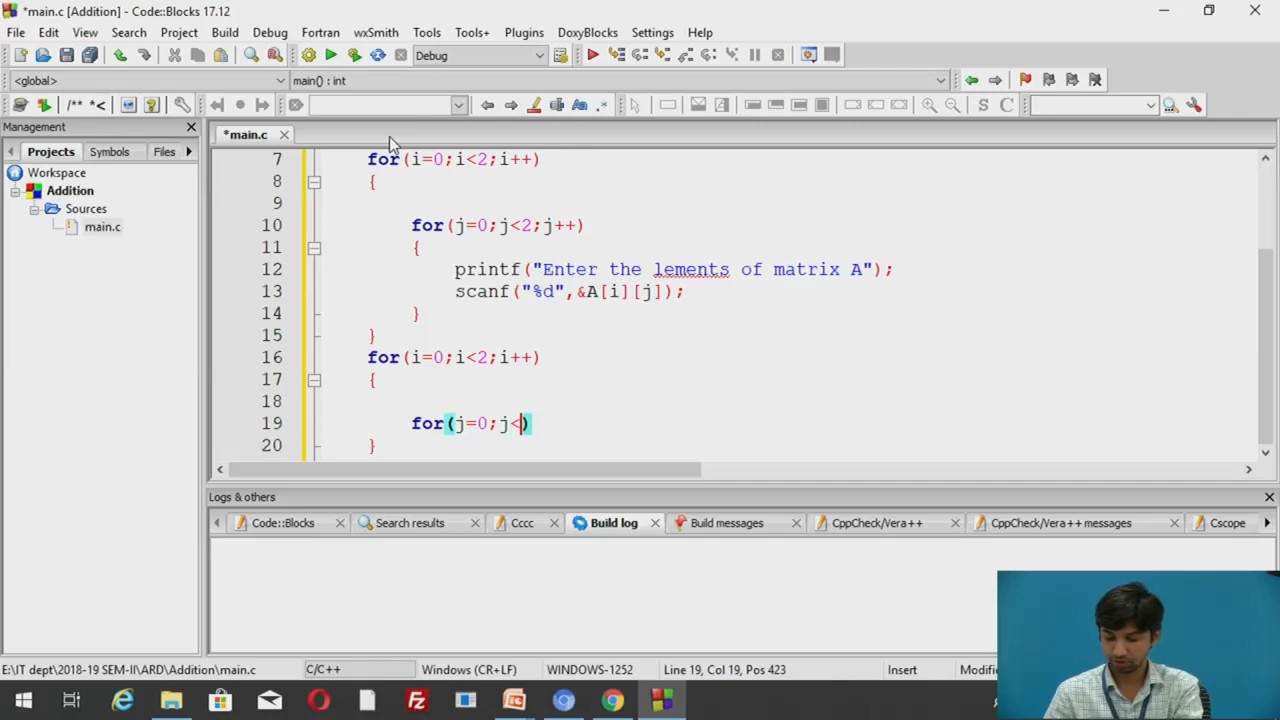 *main.c [Addition] - Code::Blocks 17.12
File Edit View Search Project Build Debug Fortran wxSmith Tools Tools+ Plugins DoxyBlocks Settings Help
Debug
<global> main() : int
/** *< Aa .* S C
Management
Projects Symbols Files
*main.c
Workspace
Addition
Sources
main.c
7 for(i=0;i<2;i++)
8 {
9
10 for(j=0;j<2;j++)
11 {
12 printf("Enter the lements of matrix A");
13 scanf("%d",&A[i][j]);
14 }
15 }
16 for(i=0;i<2;i++)
17 {
18
19 for(j=0;j<)
20 }
Logs & others
Code::Blocks Search results Cccc Build log Build messages CppCheck/Vera++ CppCheck/Vera++ messages Cscope
E:\IT dept\2018-19 SEM-II\ARD\Addition\main.c C/C++ Windows (CR+LF) WINDOWS-1252 Line 19, Col 19, Pos 423 Insert Modi